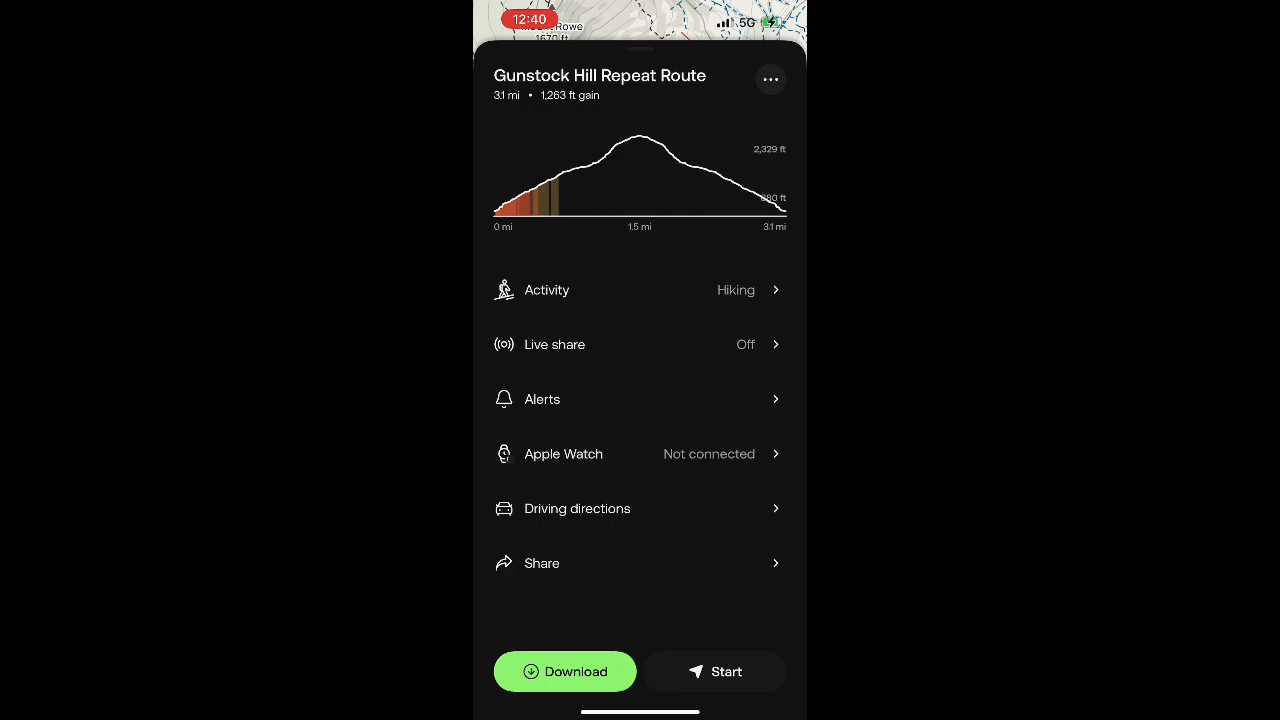 12:40
5G
Rowe
1670 ft
Gunstock Hill Repeat Route
3.1 mi • 1,263 ft gain
2,329 ft
0 mi
1.5 mi
3.1 mi
Activity
Hiking
Live share
Off
Alerts
Apple Watch
Not connected
Driving directions
Share
Download
Start